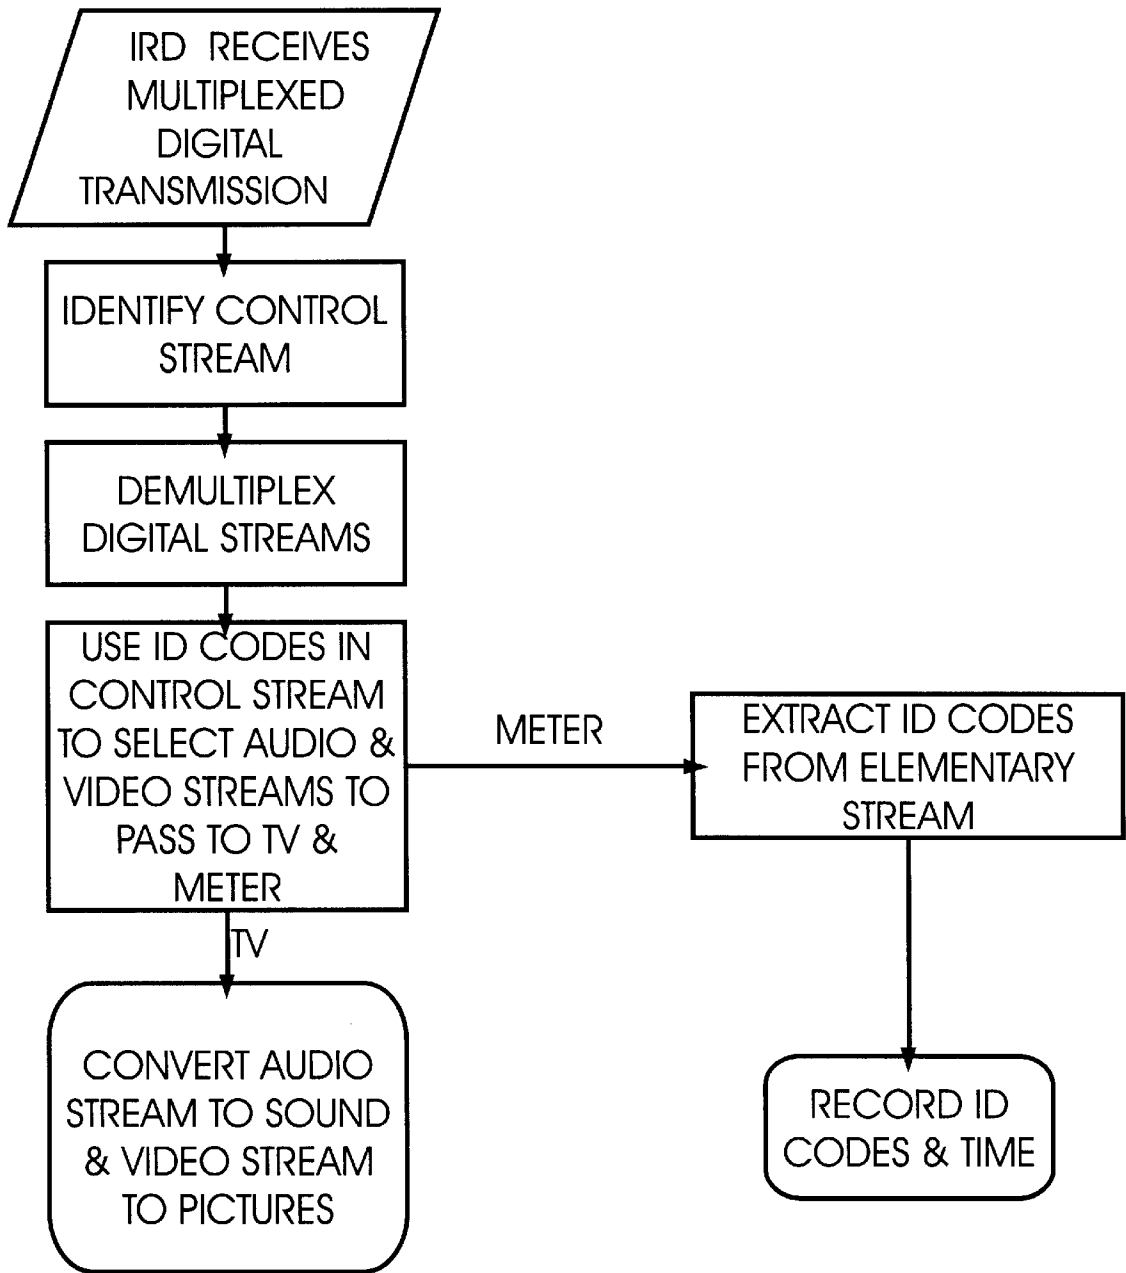 IRD RECEIVES
MULTIPLEXED
DIGITAL
TRANSMISSION
IDENTIFY CONTROL
STREAM
DEMULTIPLEX
DIGITAL STREAMS
USE ID CODES IN
CONTROL STREAM
TO SELECT AUDIO &
VIDEO STREAMS TO
PASS TO TV &
METER
METER
EXTRACT ID CODES
FROM ELEMENTARY
STREAM
TV
CONVERT AUDIO
STREAM TO SOUND
& VIDEO STREAM
TO PICTURES
RECORD ID
CODES & TIME